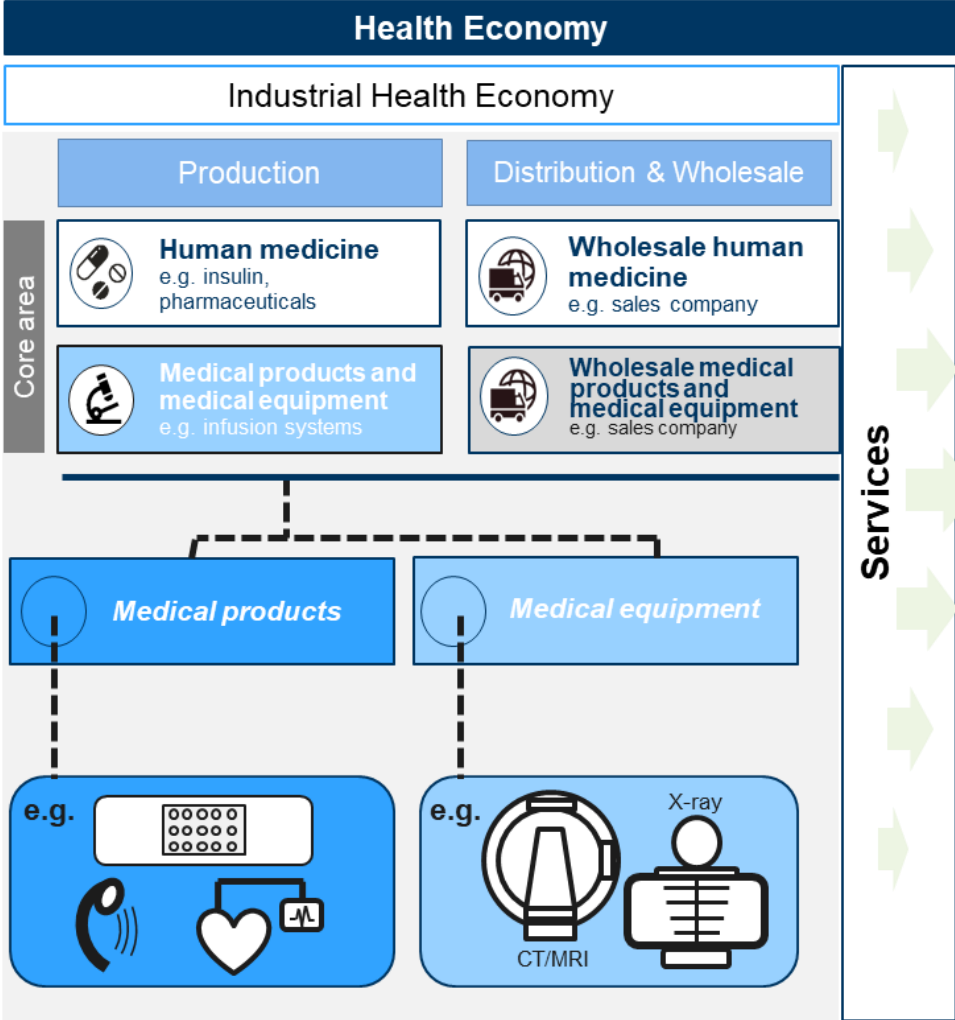 Health Economy
Industrial Health Economy
Production
Distribution & Wholesale
Core area
Human medicine
e.g. insulin,
pharmaceuticals
Wholesale human
medicine
e.g. sales company
Medical products and
medical equipment
e.g. infusion systems
Wholesale medical
products and
medical equipment
e.g. sales company
Services
Medical products
Medical equipment
e.g.
e.g.
X-ray
CT/MRI